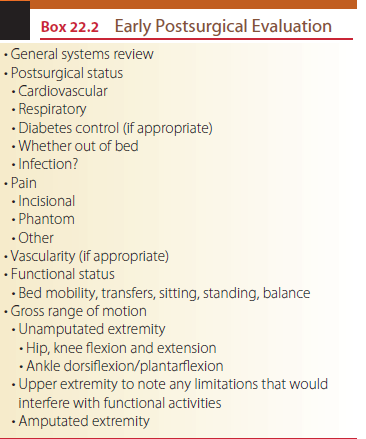 Box 22.2 Early Postsurgical Evaluation
• General systems review
• Postsurgical status
• Cardiovascular
• Respiratory
• Diabetes control (if appropriate)
• Whether out of bed
• Infection?
• Pain
• Incisional
• Phantom
• Other
• Vascularity (if appropriate)
• Functional status
• Bed mobility, transfers, sitting, standing, balance
• Gross range of motion
• Unamputated extremity
• Hip, knee flexion and extension
• Ankle dorsiflexion/plantarflexion
• Upper extremity to note any limitations that would
interfere with functional activities
• Amputated extremity